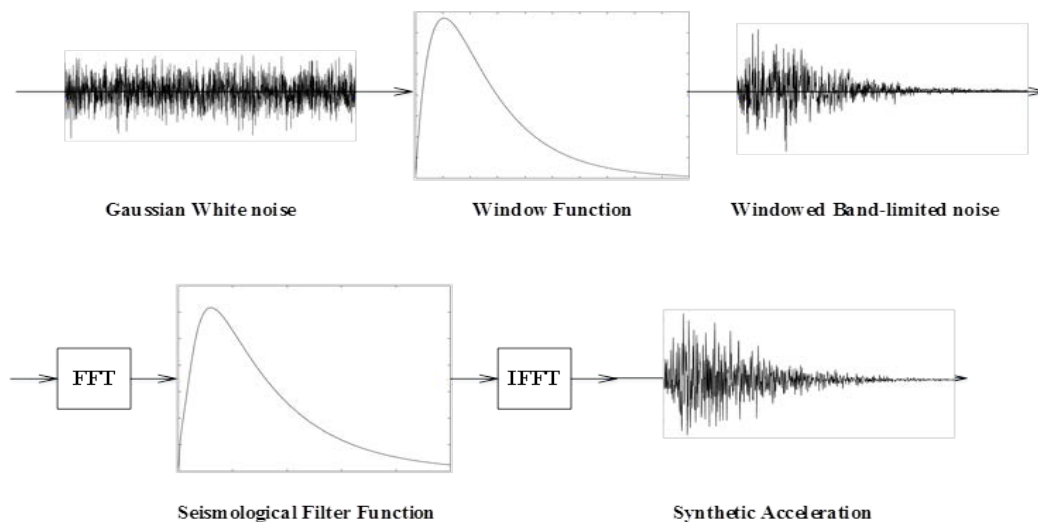 Gaussian White noise
Window Function
Windowed Band-limited noise
FFT
IFFT
Seismological Filter Function
Synthetic Acceleration